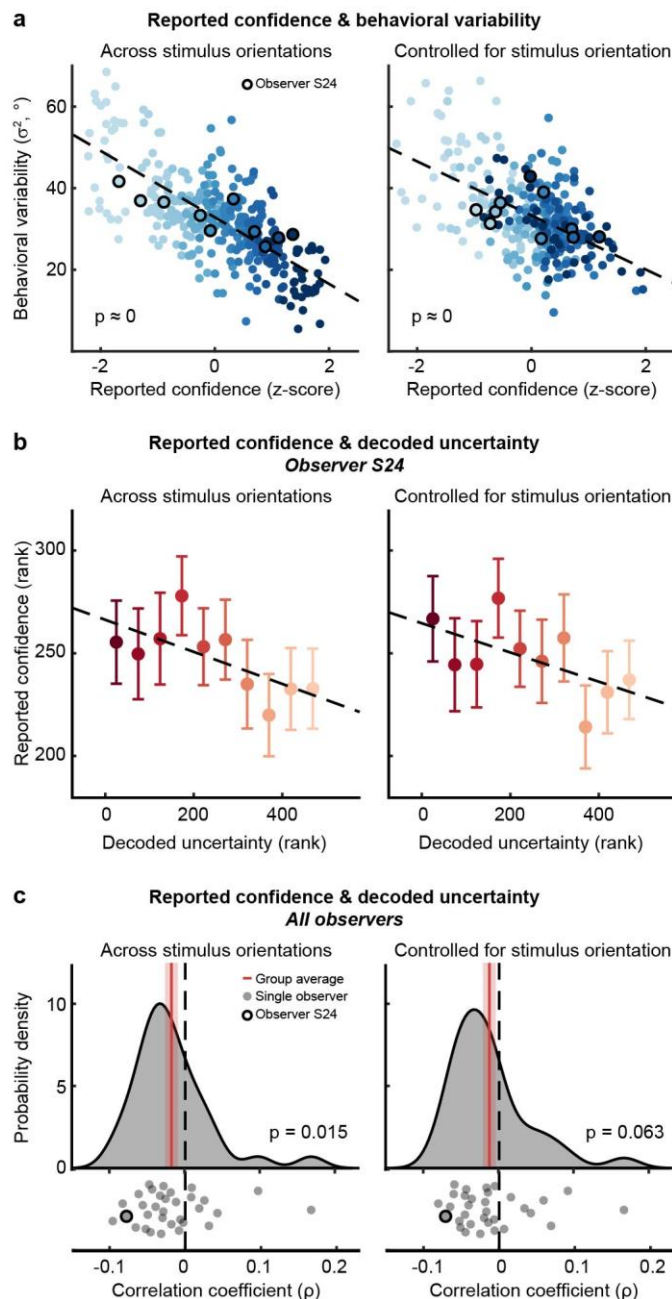 a
Reported confidence & behavioral variability
Across stimulus orientations
Controlled for stimulus orientation
Observer S24
Behavioral variability (σ², °)
60
40
20
p ≈ 0
p ≈ 0
-2
0
2
-2
0
2
Reported confidence (z-score)
Reported confidence (z-score)
b
Reported confidence & decoded uncertainty
Observer S24
Across stimulus orientations
Controlled for stimulus orientation
Reported confidence (rank)
300
250
200
0
200
400
0
200
400
Decoded uncertainty (rank)
Decoded uncertainty (rank)
c
Reported confidence & decoded uncertainty
All observers
Across stimulus orientations
Controlled for stimulus orientation
Group average
Single observer
Observer S24
Probability density
10
5
0
p = 0.015
p = 0.063
-0.1
0
0.1
0.2
-0.1
0
0.1
0.2
Correlation coefficient (ρ)
Correlation coefficient (ρ)